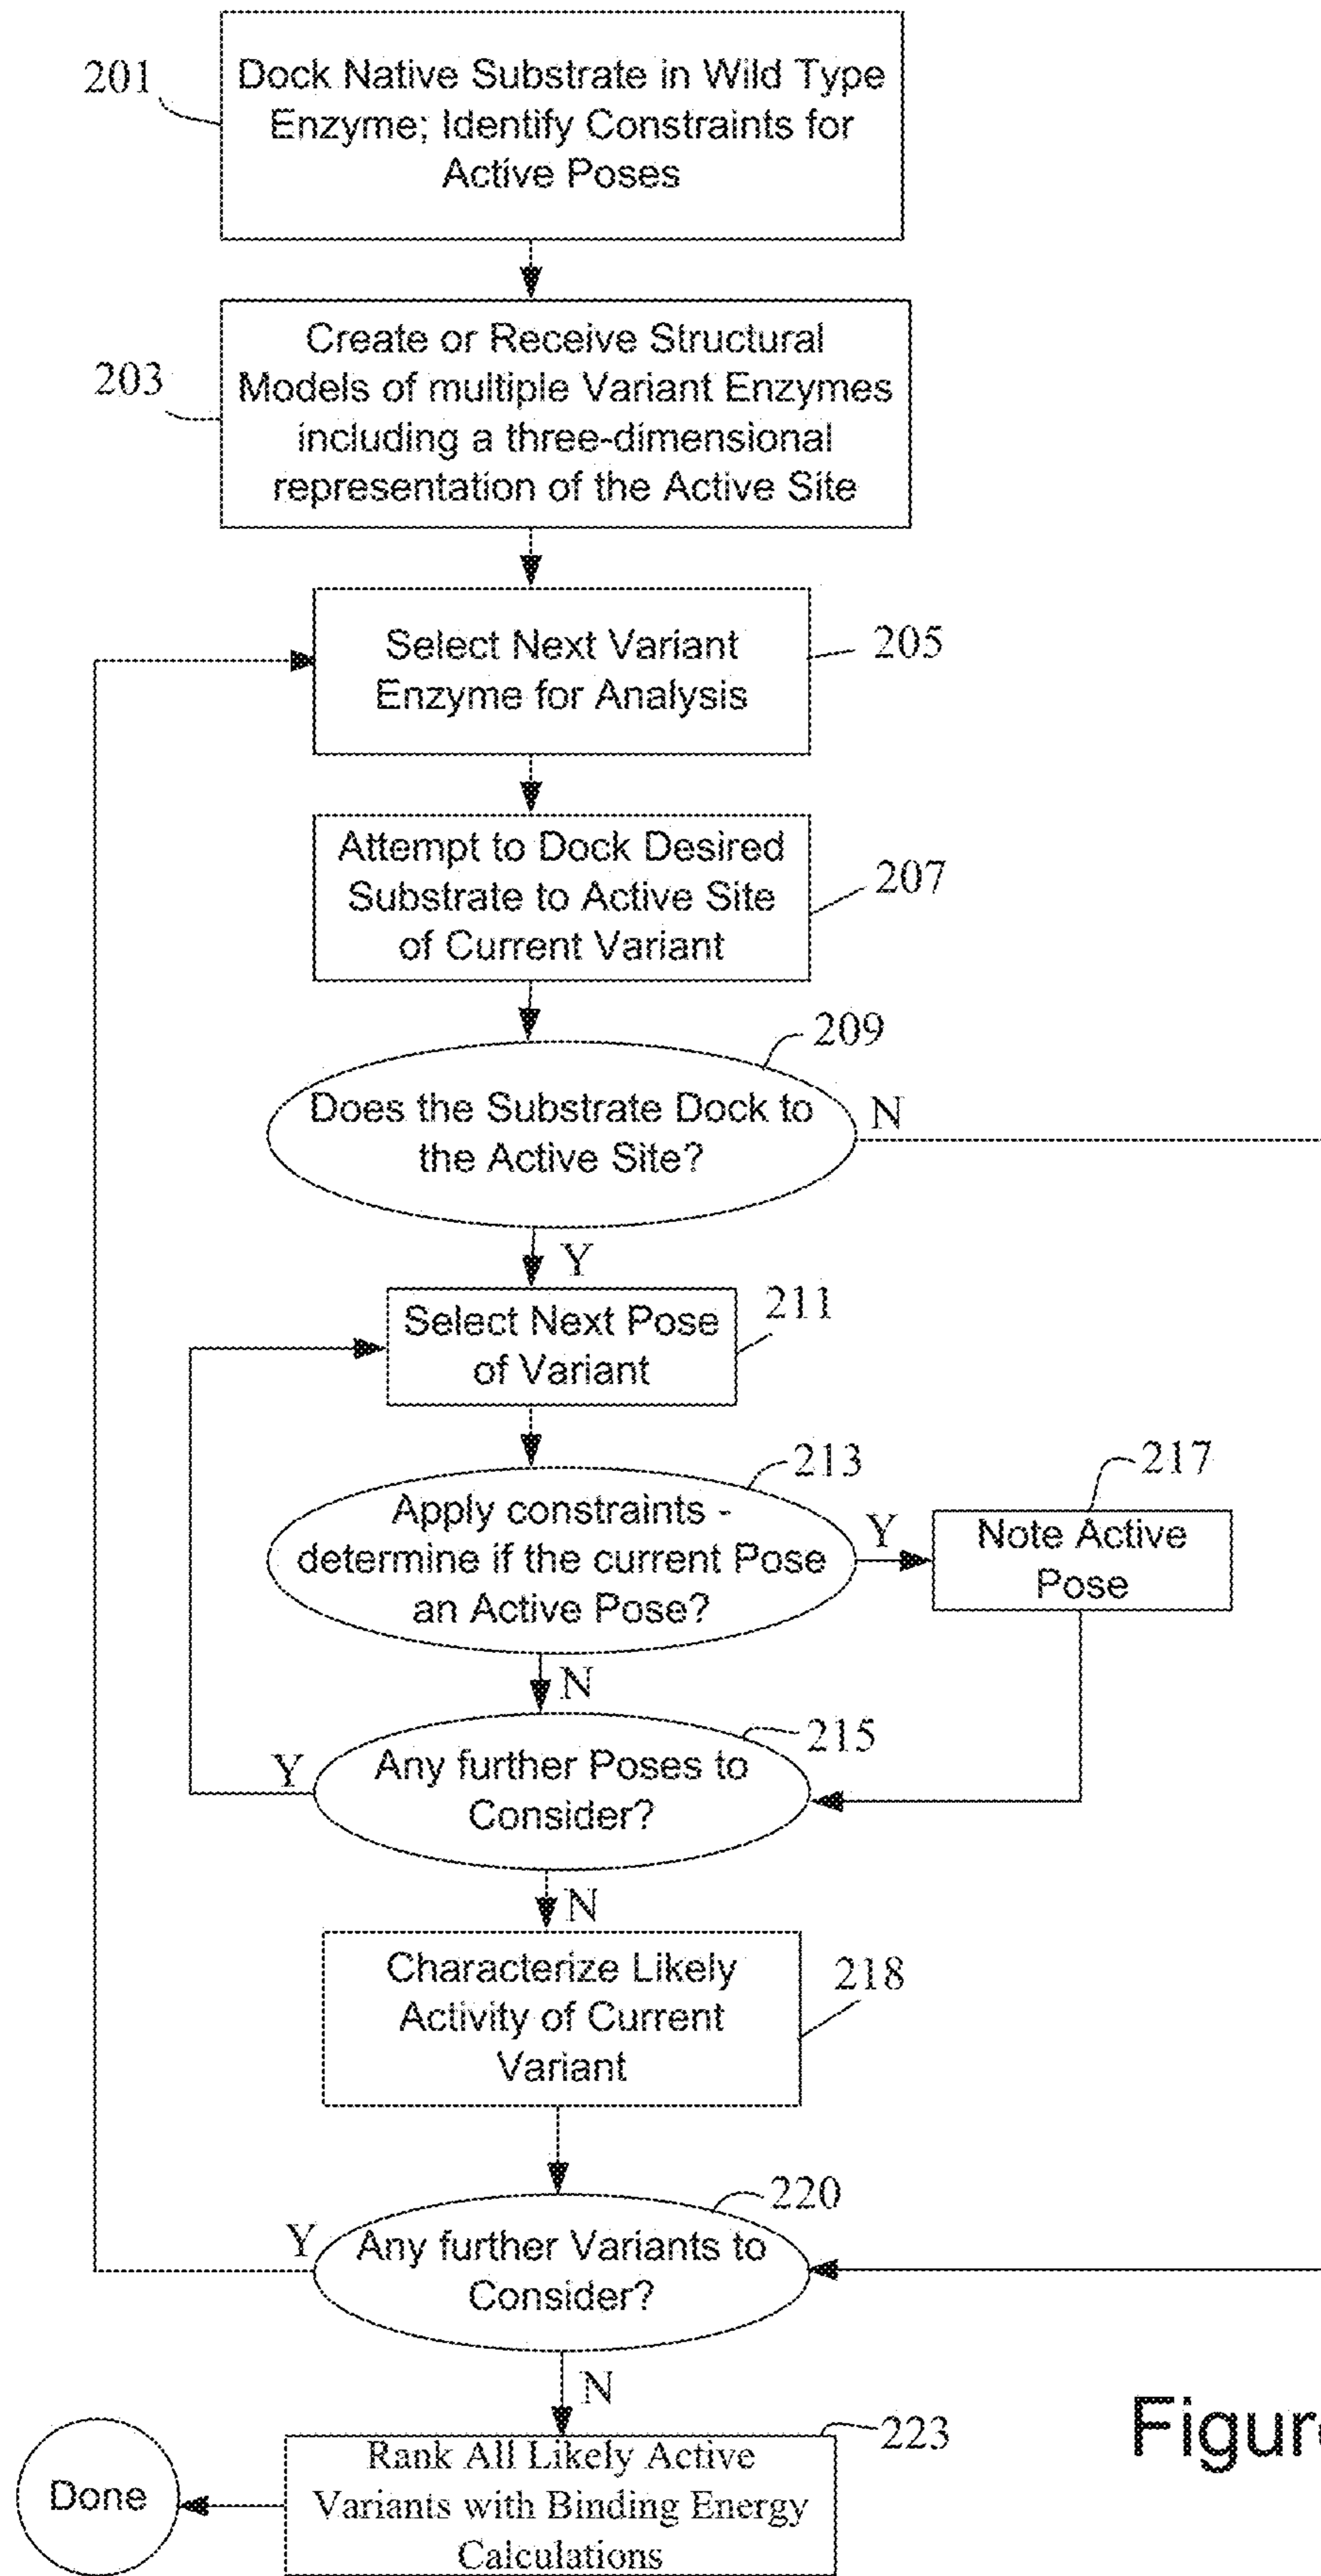 201
Dock Native Substrate in Wild Type
Enzyme; Identify Constraints for
Active Poses
203
Create or Receive Structural
Models of multiple Variant Enzymes
including a three-dimensional
representation of the Active Site
Select Next Variant
Enzyme for Analysis
205
Attempt to Dock Desired
Substrate to Active Site
of Current Variant
207
209
Does the Substrate Dock to
the Active Site?
N
Y
Select Next Pose
of Variant
211
213
Apply constraints -
determine if the current Pose
an Active Pose?
Y
217
Note Active
Pose
N
215
Any further Poses to
Consider?
Y
N
Characterize Likely
Activity of Current
Variant
218
220
Any further Variants to
Consider?
Y
N
223
Rank All Likely Active
Variants with Binding Energy
Calculations
Done
Figure